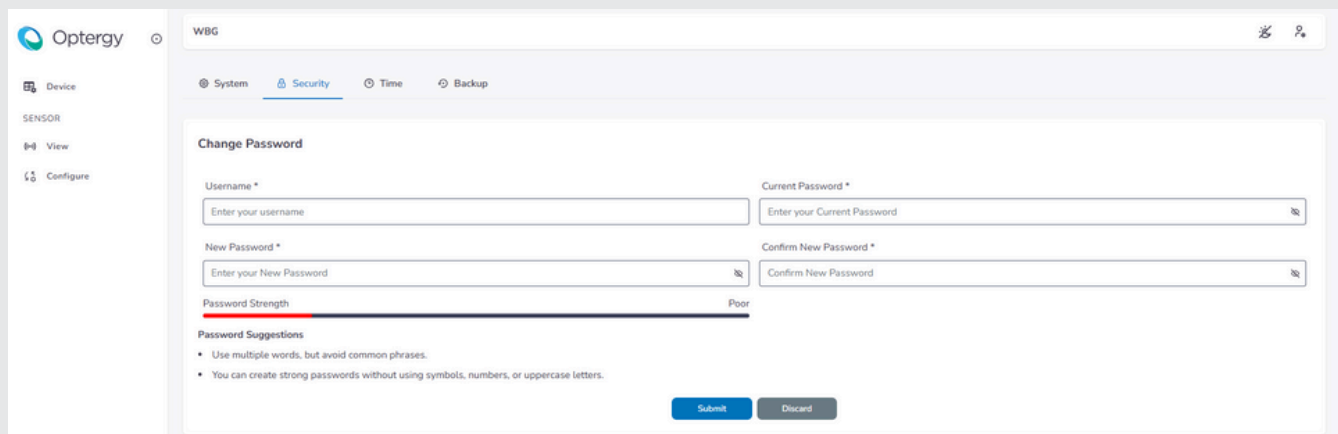 Optergy
WBG
Device
SENSOR
View
Configure
System Security Time Backup
Change Password
Username * Current Password *
Enter your username Enter your Current Password
New Password * Confirm New Password *
Enter your New Password Confirm New Password
Password Strength Poor
Password Suggestions
• Use multiple words, but avoid common phrases.
• You can create strong passwords without using symbols, numbers, or uppercase letters.
Submit Discard